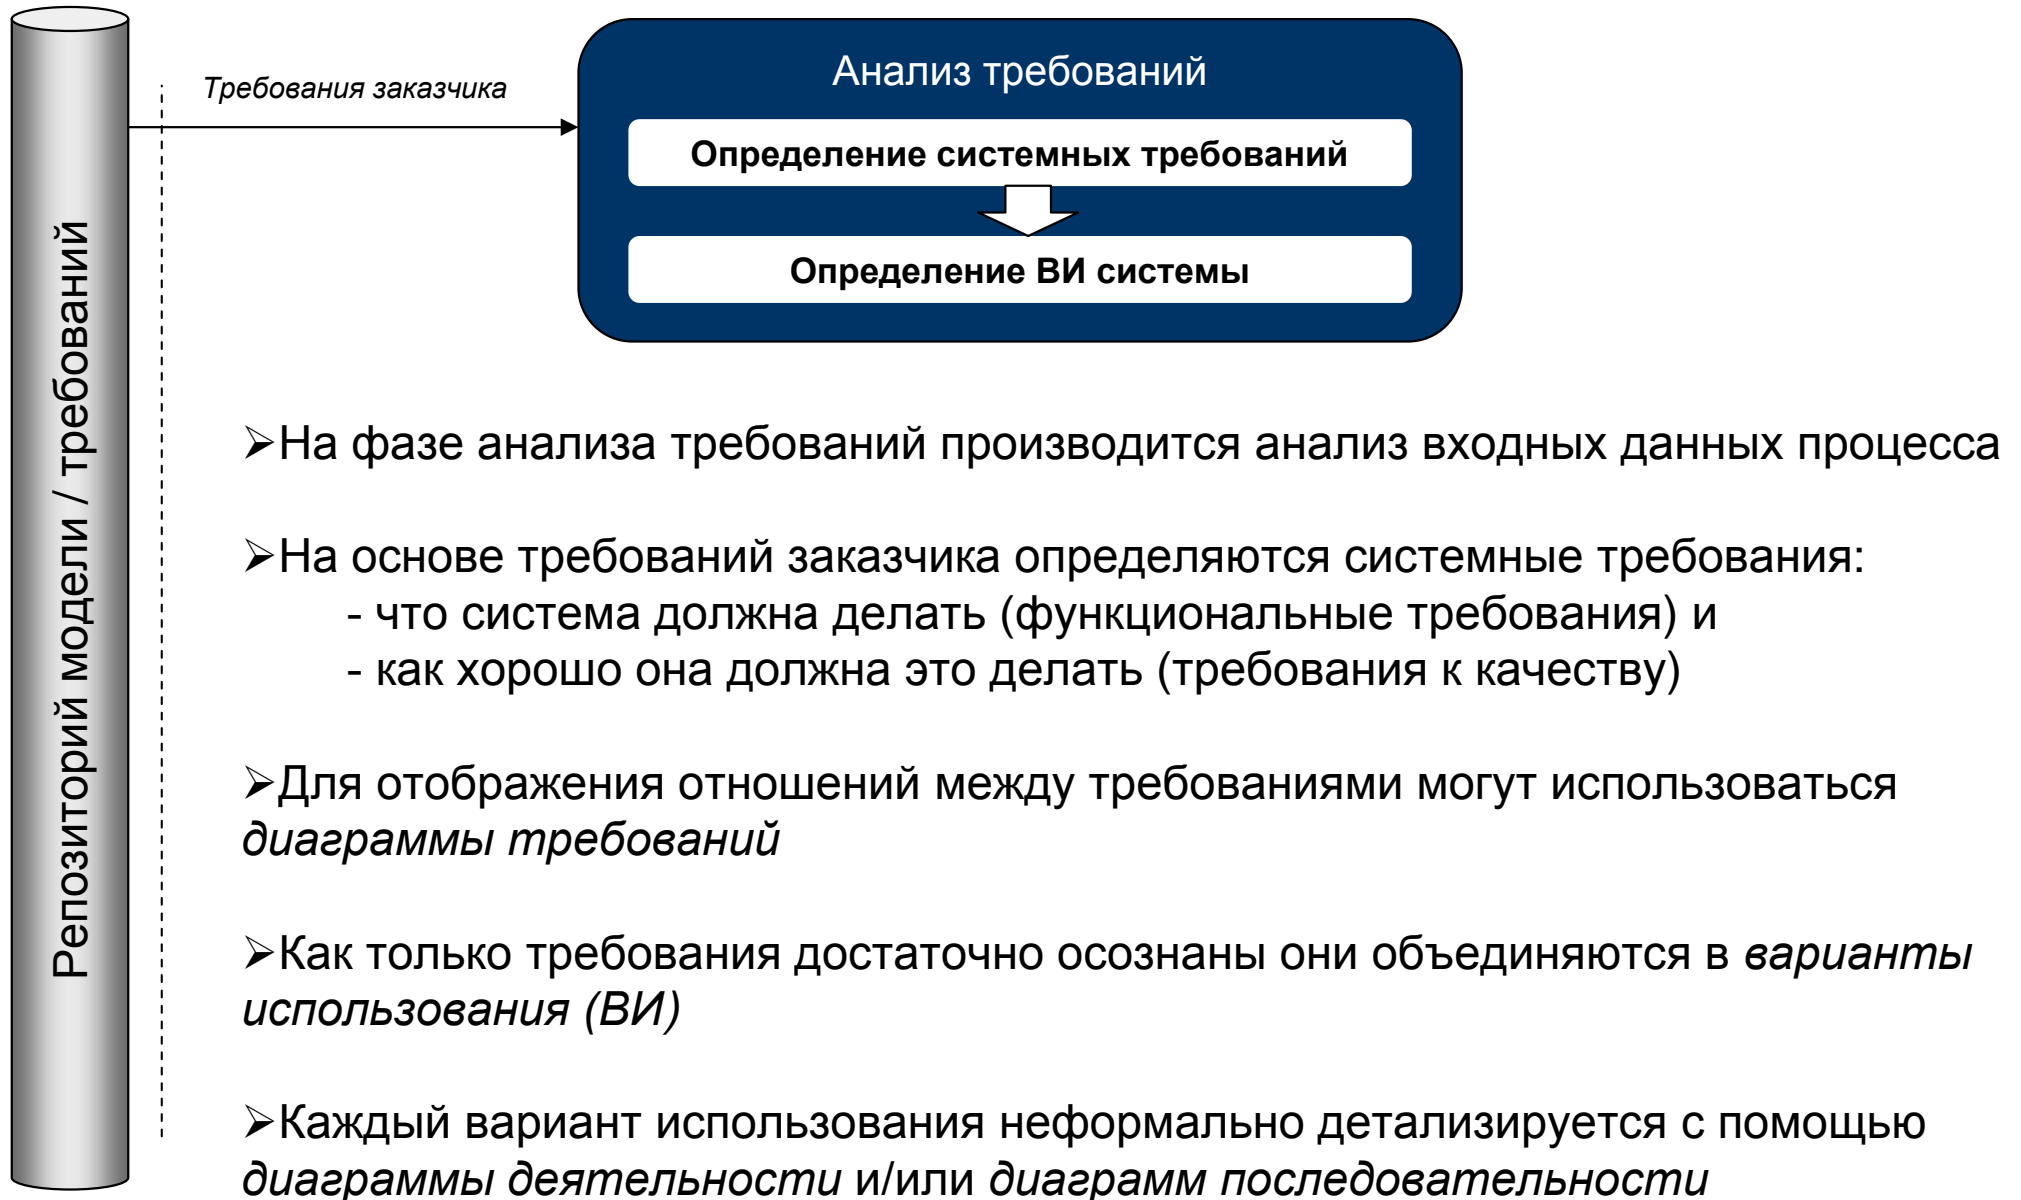 Требования заказчика
Анализ требований
Определение системных требований
Определение ВИ системы
Репозиторий модели / требований
➢На фазе анализа требований производится анализ входных данных процесса
➢На основе требований заказчика определяются системные требования:
- что система должна делать (функциональные требования) и
- как хорошо она должна это делать (требования к качеству)
➢Для отображения отношений между требованиями могут использоваться
диаграммы требований
➢Как только требования достаточно осознаны они объединяются в варианты
использования (ВИ)
➢Каждый вариант использования неформально детализируется с помощью
диаграммы деятельности и/или диаграмм последовательности